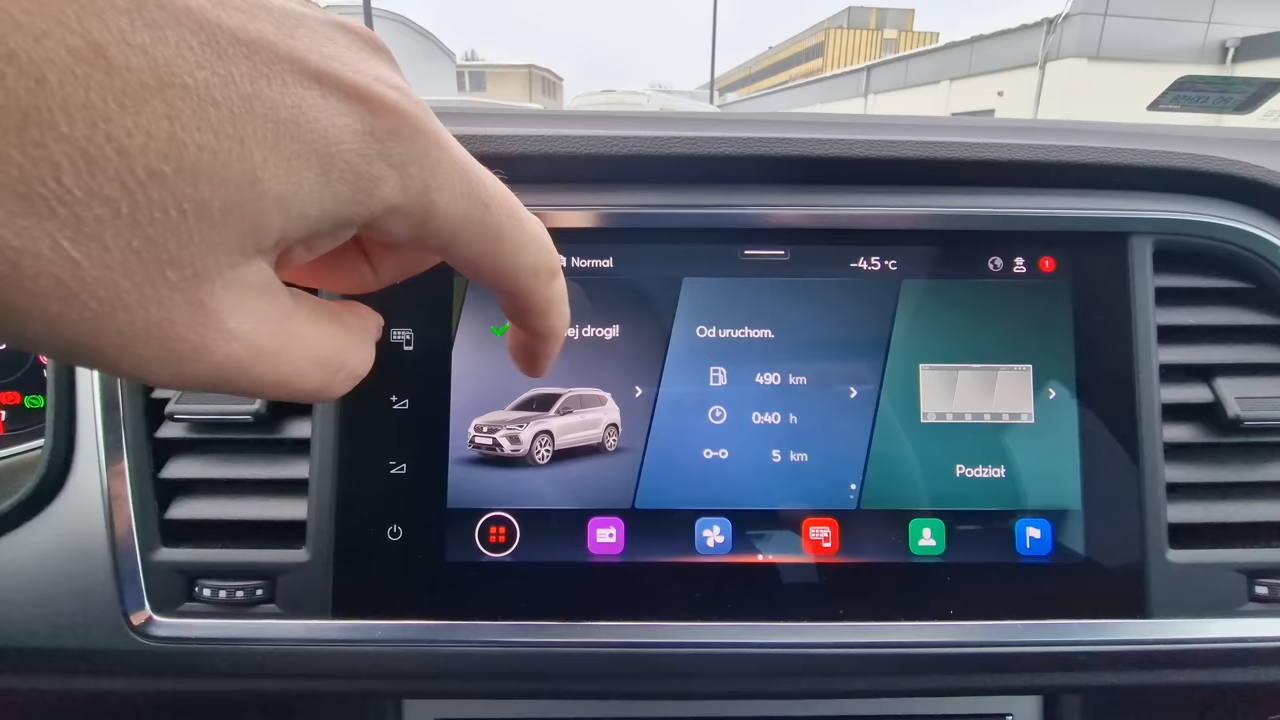 Normal
-4.5 °C
1
ej drogi!
Od uruchom.
490 km
0:40 h
5 km
Podział